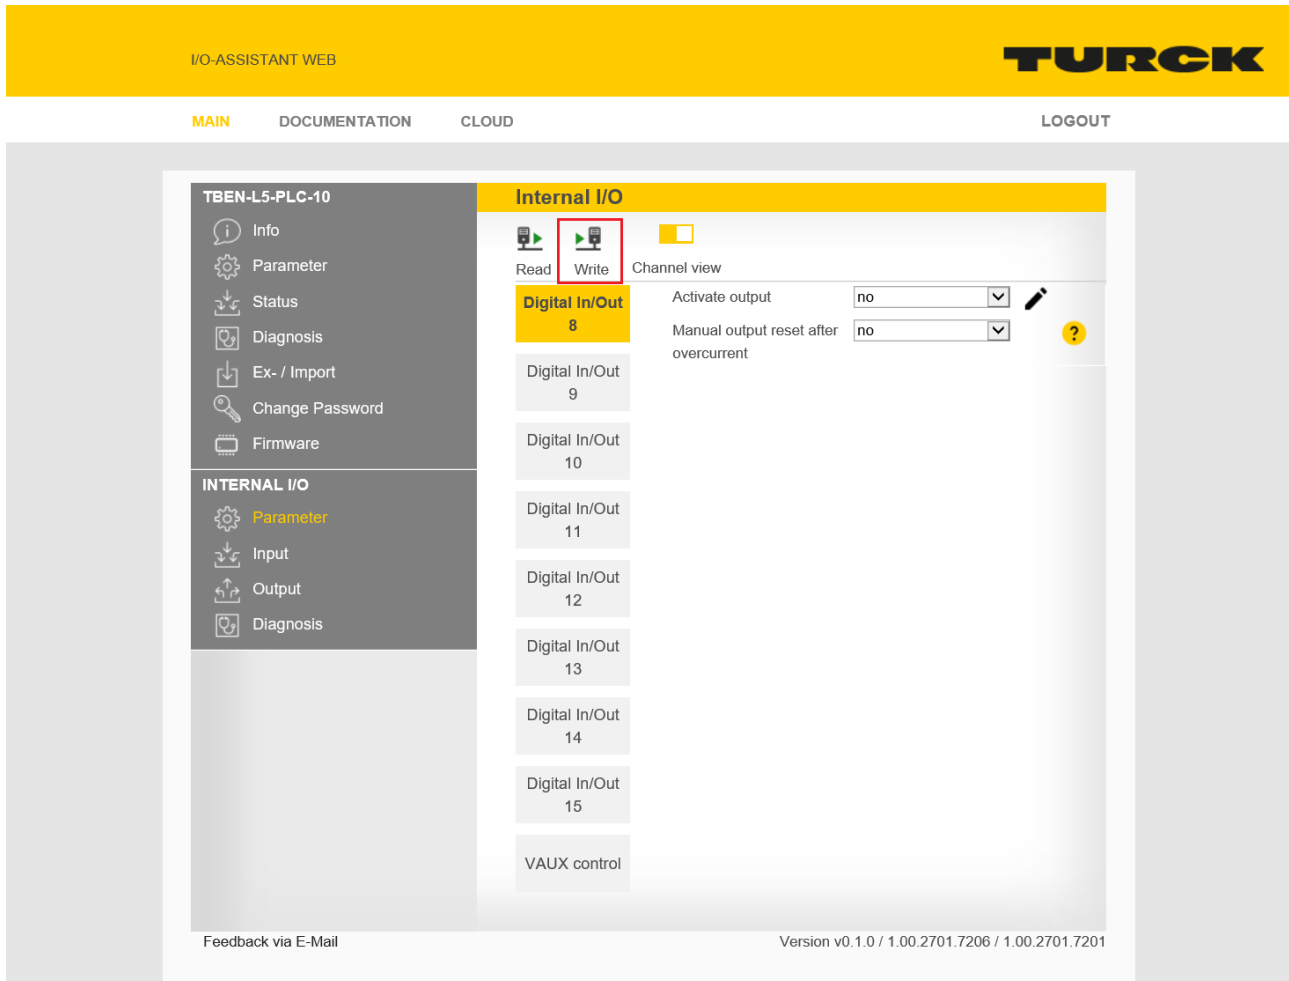 I/O-ASSISTANT WEB
TURCK
MAIN DOCUMENTATION CLOUD LOGOUT
TBEN-L5-PLC-10
Info
Parameter
Status
Diagnosis
Ex- / Import
Change Password
Firmware
INTERNAL I/O
Parameter
Input
Output
Diagnosis
Internal I/O
Read Write Channel view
Digital In/Out
8
Digital In/Out
9
Digital In/Out
10
Digital In/Out
11
Digital In/Out
12
Digital In/Out
13
Digital In/Out
14
Digital In/Out
15
VAUX control
Activate output no
Manual output reset after no
overcurrent
?
Feedback via E-Mail
Version v0.1.0 / 1.00.2701.7206 / 1.00.2701.7201